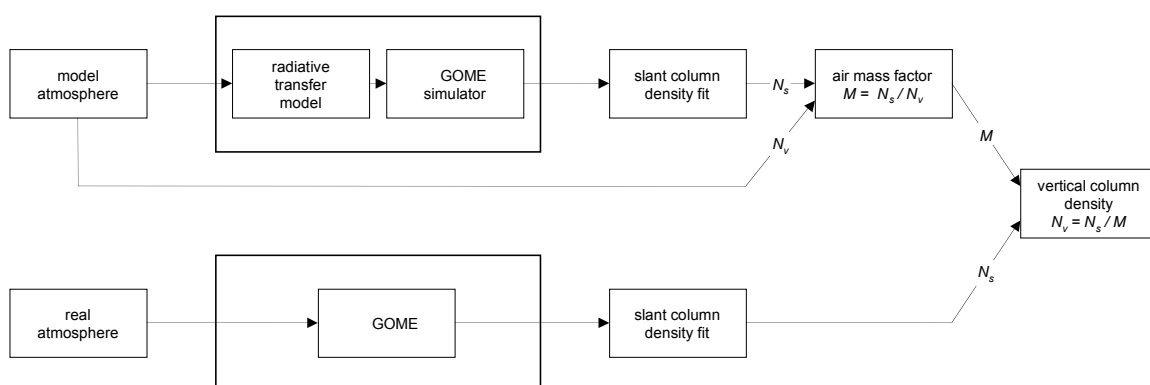 model
atmosphere
radiative
transfer
model
GOME
simulator
slant column
density fit
N_s
air mass factor
M = N_s / N_v
N_v
M
vertical column
density
N_v = N_s / M
real
atmosphere
GOME
slant column
density fit
N_s